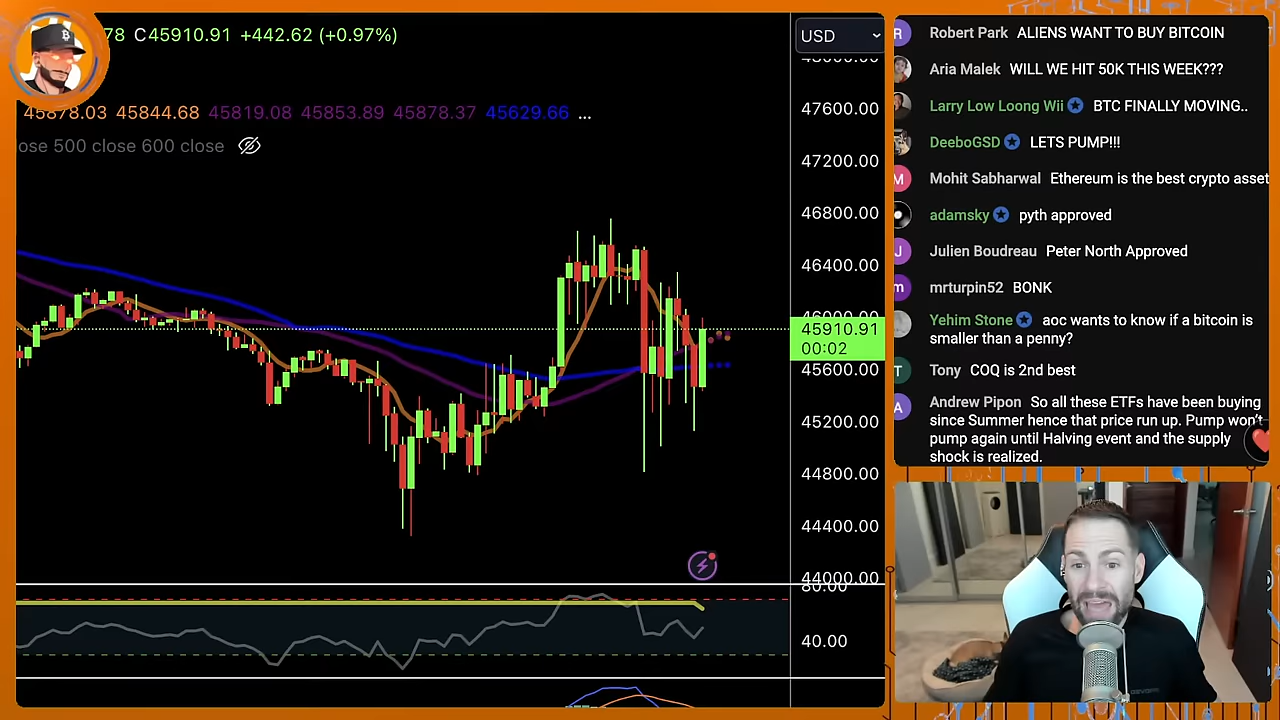 78 C45910.91 +442.62 (+0.97%)
45878.03 45844.68 45819.08 45853.89 45878.37 45629.66 ...
ose 500 close 600 close
USD
47600.00
47200.00
46800.00
46400.00
46000.00
45910.91
00:02
45600.00
45200.00
44800.00
44400.00
44000.00
80.00
40.00
Robert Park ALIENS WANT TO BUY BITCOIN
Aria Malek WILL WE HIT 50K THIS WEEK???
Larry Low Loong Wii BTC FINALLY MOVING..
DeeboGSD LETS PUMP!!!
M Mohit Sabharwal Ethereum is the best crypto asset
adamsky pyth approved
J Julien Boudreau Peter North Approved
m mrturpin52 BONK
Yehim Stone aoc wants to know if a bitcoin is
smaller than a penny?
T Tony COQ is 2nd best
A Andrew Pipon So all these ETFs have been buying
since Summer hence that price run up. Pump won't
pump again until Halving event and the supply
shock is realized.